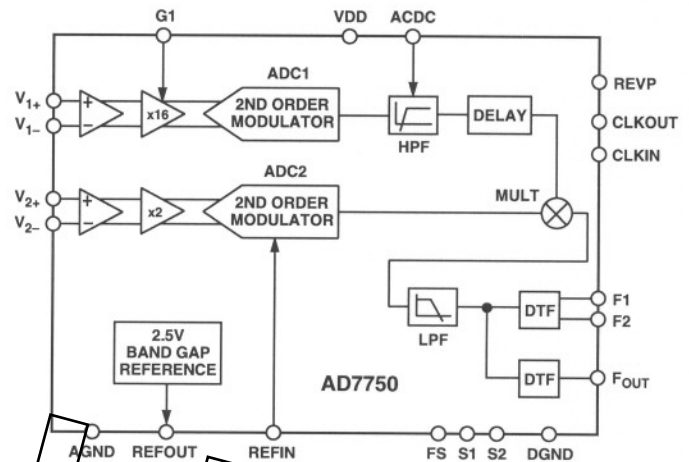 G1 VDD ACDC
ADC1
REVP
V1+
V1–
+
–
x16
2ND ORDER
MODULATOR
HPF
DELAY
CLKOUT
CLKIN
ADC2
V2+
V2–
+
–
x2
2ND ORDER
MODULATOR
MULT
LPF
DTF
F1
F2
2.5V
BAND GAP
REFERENCE
AD7750
DTF
FOUT
AGND REFOUT REFIN FS S1 S2 DGND